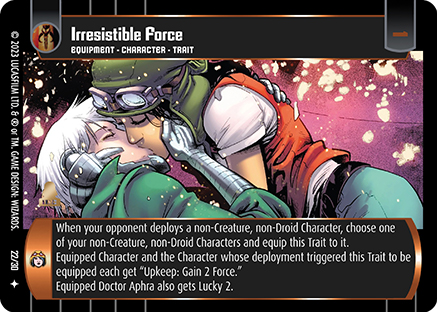 Irresistible Force
EQUIPMENT • CHARACTER • TRAIT
© 2023 LUCASFILM LTD. & ® or TM. GAME DESIGN: WIZARDS.
When your opponent deploys a non-Creature, non-Droid Character, choose one
of your non-Creature, non-Droid Characters and equip this Trait to it.
Equipped Character and the Character whose deployment triggered this Trait to be
equipped each get “Upkeep: Gain 2 Force.”
Equipped Doctor Aphra also gets Lucky 2.